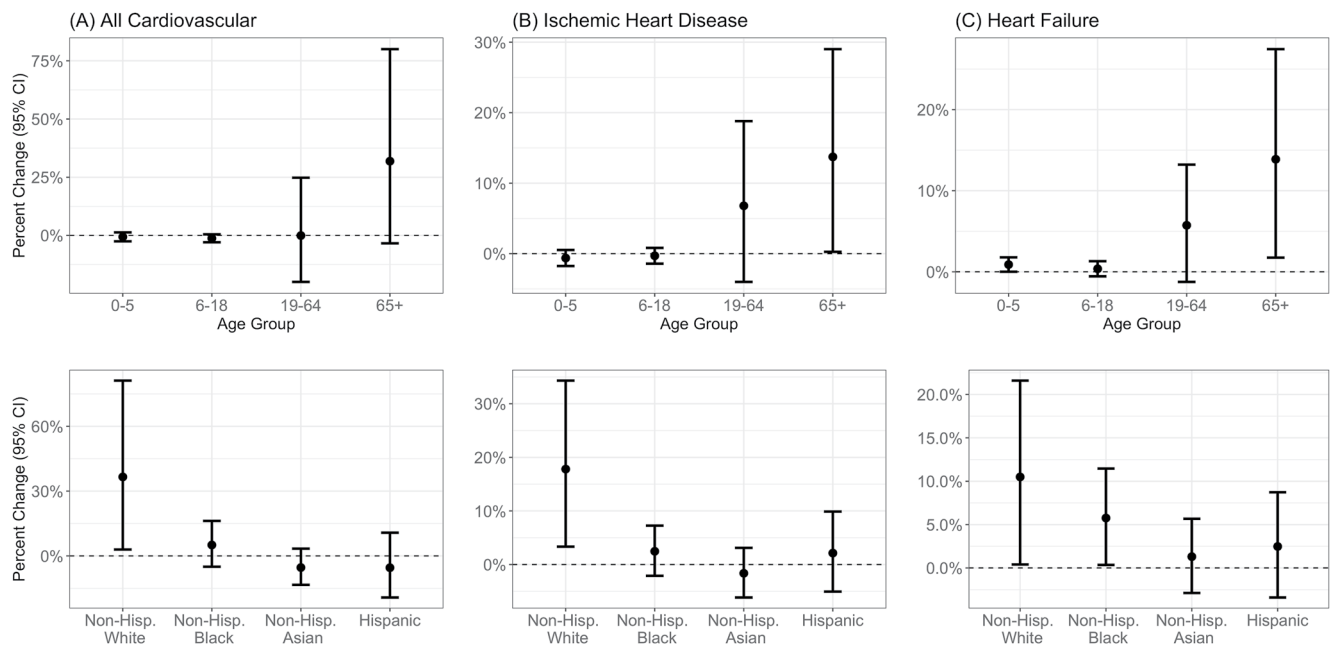 (A) All Cardiovascular
Percent Change (95% CI)
75%
50%
25%
0%
0-5 6-18 19-64 65+
Age Group
(B) Ischemic Heart Disease
30%
20%
10%
0%
0-5 6-18 19-64 65+
Age Group
(C) Heart Failure
20%
10%
0%
0-5 6-18 19-64 65+
Age Group
Percent Change (95% CI)
60%
30%
0%
Non-Hisp. Non-Hisp. Non-Hisp. Hispanic
White Black Asian
30%
20%
10%
0%
Non-Hisp. Non-Hisp. Non-Hisp. Hispanic
White Black Asian
20.0%
15.0%
10.0%
5.0%
0.0%
Non-Hisp. Non-Hisp. Non-Hisp. Hispanic
White Black Asian